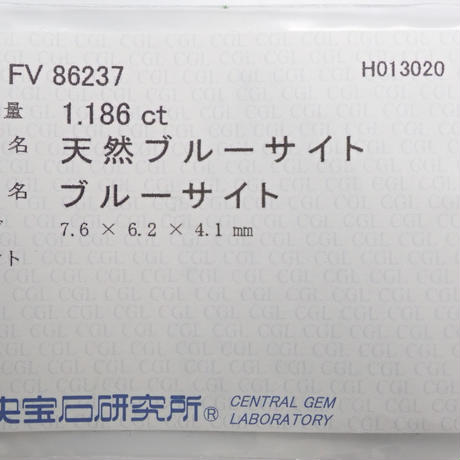 FV 86237 H013020
量 1.186 ct
名 天然ブルーサイト
名 ブルーサイト
7.6 × 6.2 × 4.1 mm
ト
央宝石研究所® CENTRAL GEM
LABORATORY